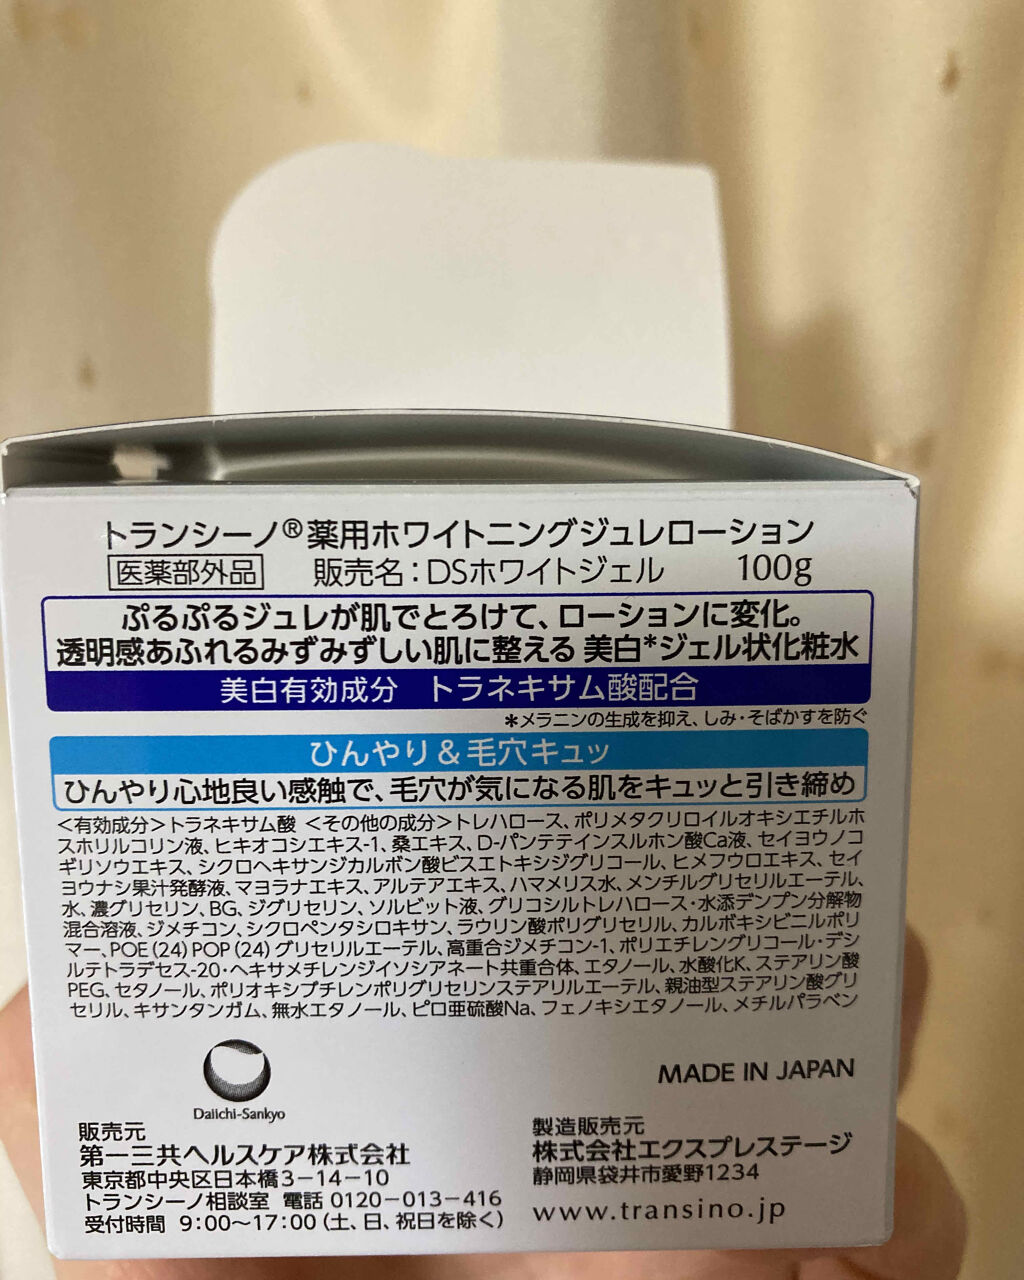 トランシーノ®薬用ホワイトニングジュレローション
医薬部外品 販売名:DSホワイトジェル 100g
ぷるぷるジュレが肌でとろけて、ローションに変化。
透明感あふれるみずみずしい肌に整える 美白*ジェル状化粧水
美白有効成分 トラネキサム酸配合
*メラニンの生成を抑え、しみ・そばかすを防ぐ
ひんやり&毛穴キュッ
ひんやり心地良い感触で、毛穴が気になる肌をキュッと引き締め
<有効成分>トラネキサム酸 <その他の成分>トレハロース、ポリメタクリロイルオキシエチルホ
スホリルコリン液、ヒキオコシエキス-1、桑エキス、D-パンテテインスルホン酸Ca液、セイヨウノコ
ギリソウエキス、シクロヘキサンジカルボン酸ビスエトキシジグリコール、ヒメフウロエキス、セイ
ヨウナシ果汁発酵液、マヨラナエキス、アルテアエキス、ハマメリス水、メンチルグリセリルエーテル、
水、濃グリセリン、BG、ジグリセリン、ソルビット液、グリコシルトレハロース・水添デンプン分解物
混合溶液、ジメチコン、シクロペンタシロキサン、ラウリン酸ポリグリセリル、カルボキシビニルポリ
マー、POE(24)POP(24)グリセリルエーテル、高重合ジメチコン-1、ポリエチレングリコール・デシ
ルテトラデセス-20・ヘキサメチレンジイソシアネート共重合体、エタノール、水酸化K、ステアリン酸
PEG、セタノール、ポリオキシブチレンポリグリセリンステアリルエーテル、親油型ステアリン酸グリ
セリル、キサンタンガム、無水エタノール、ピロ亜硫酸Na、フェノキシエタノール、メチルパラベン
Daiichi-Sankyo
MADE IN JAPAN
販売元
第一三共ヘルスケア株式会社
東京都中央区日本橋3-14-10
トランシーノ相談室 電話 0120-013-416
受付時間 9:00~17:00(土、日、祝日を除く)
製造販売元
株式会社エクスプレステージ
静岡県袋井市愛野1234
www.transino.jp